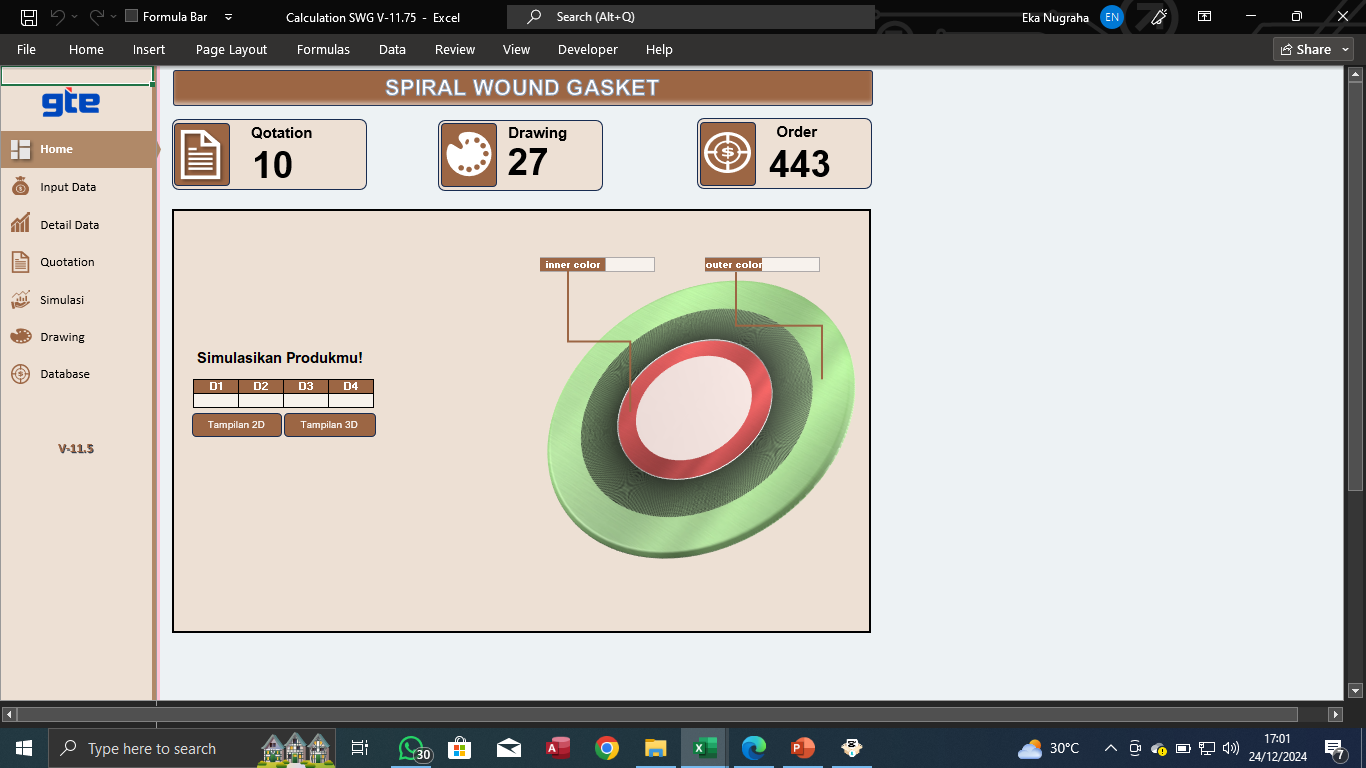 Formula Bar
Calculation SWG V-11.75 - Excel
Search (Alt+Q)
Eka Nugraha
EN
File Home Insert Page Layout Formulas Data Review View Developer Help
Share
gte
SPIRAL WOUND GASKET
Qotation
10
Drawing
27
Order
443
Home
Input Data
Detail Data
Quotation
Simulasi
Drawing
Database
V-11.5
inner color
outer color
Simulasikan Produkmu!
D1 D2 D3 D4
Tampilan 2D Tampilan 3D
Type here to search
30
30°C
17:01
24/12/2024
7